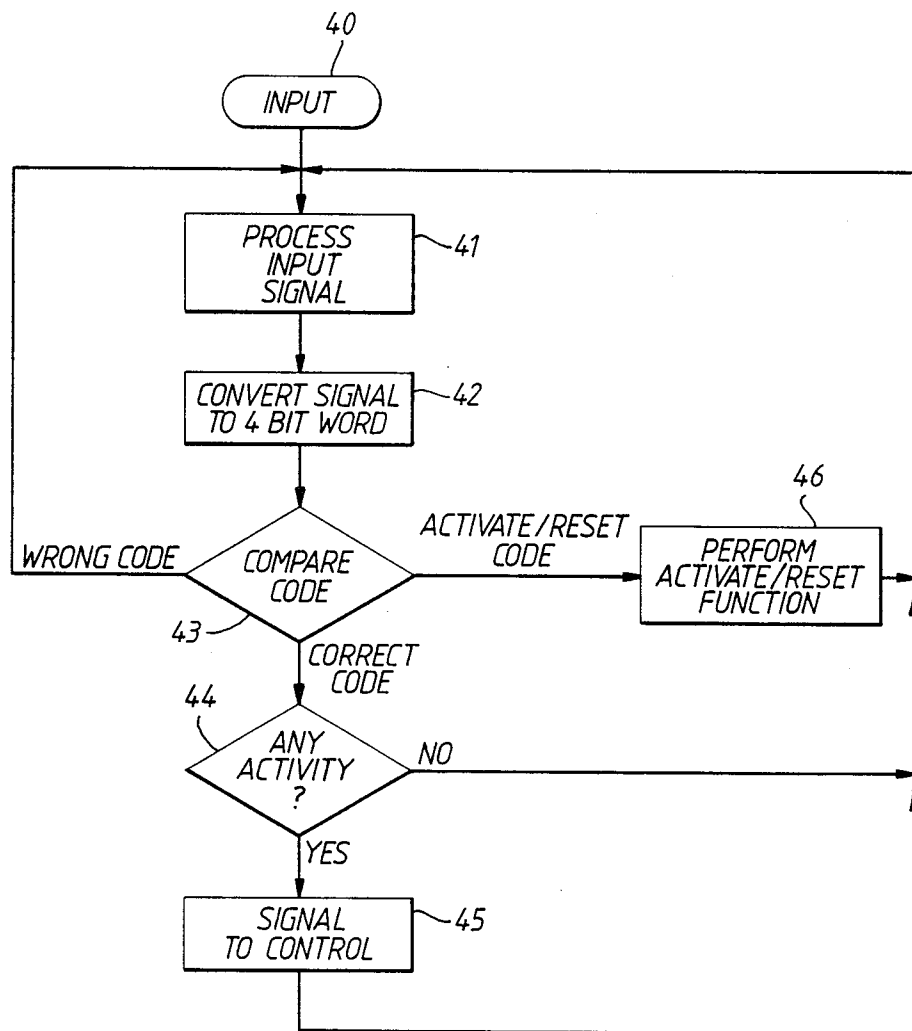 40
INPUT
PROCESS
INPUT
SIGNAL
41
CONVERT SIGNAL
TO 4 BIT WORD
42
46
WRONG CODE
COMPARE
CODE
43
ACTIVATE/RESET
CODE
PERFORM
ACTIVATE/RESET
FUNCTION
CORRECT
CODE
44
ANY
ACTIVITY
?
NO
YES
SIGNAL
TO CONTROL
45